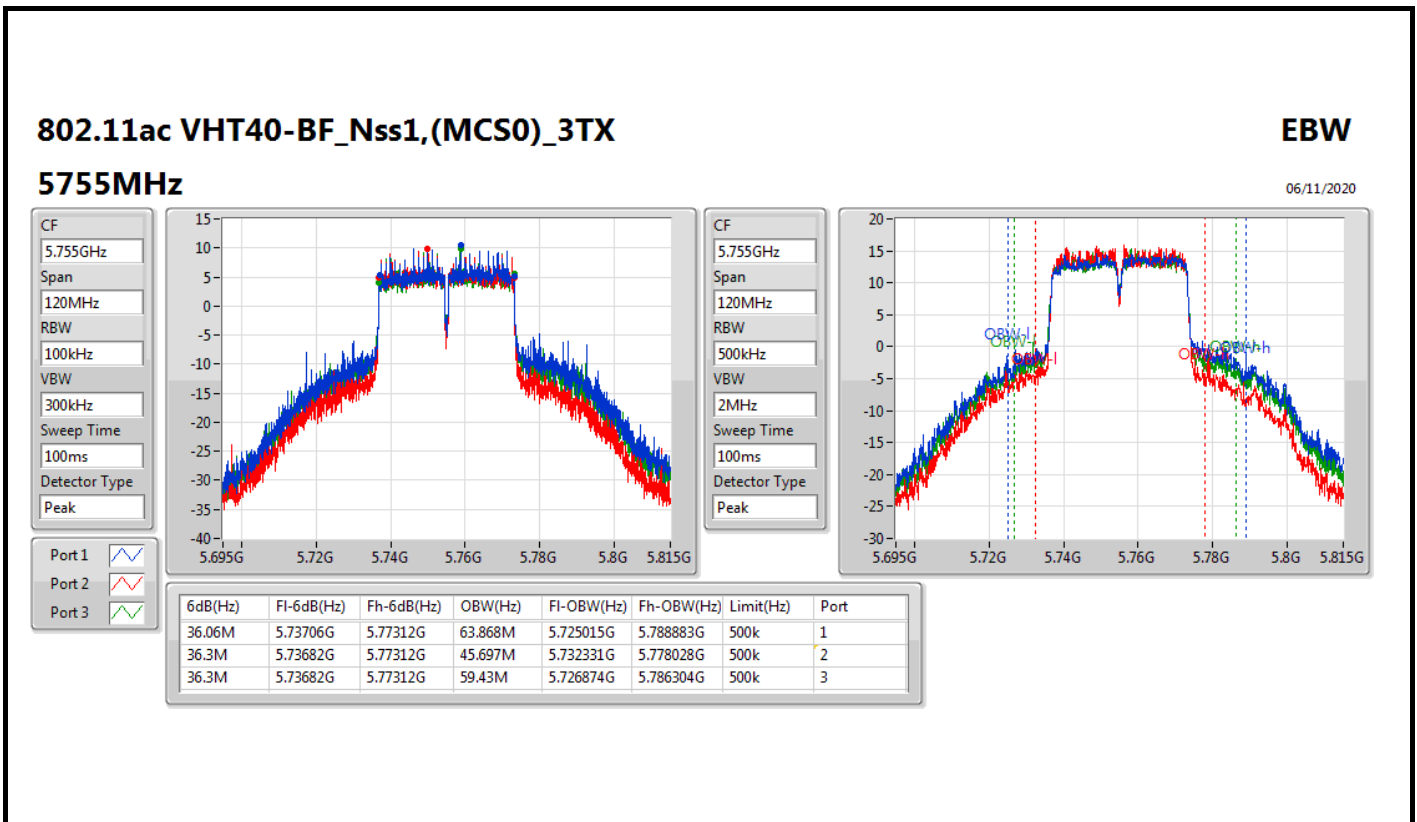 802.11ac VHT40-BF_Nss1,(MCS0)_3TX
EBW
5755MHz
06/11/2020
CF
5.755GHz
Span
120MHz
RBW
100kHz
VBW
300kHz
Sweep Time
100ms
Detector Type
Peak
15
10
5
0
-5
-10
-15
-20
-25
-30
-35
-40
5.695G
5.72G
5.74G
5.76G
5.78G
5.8G
5.815G
CF
5.755GHz
Span
120MHz
RBW
500kHz
VBW
2MHz
Sweep Time
100ms
Detector Type
Peak
20
15
10
5
0
-5
-10
-15
-20
-25
-30
OBW-l
OBW-l
OBW-l
OBW-h
5.695G
5.72G
5.74G
5.76G
5.78G
5.8G
5.815G
Port 1
Port 2
Port 3
6dB(Hz) Fl-6dB(Hz) Fh-6dB(Hz) OBW(Hz) Fl-OBW(Hz) Fh-OBW(Hz) Limit(Hz) Port
36.06M 5.73706G 5.77312G 63.868M 5.725015G 5.788883G 500k 1
36.3M 5.73682G 5.77312G 45.697M 5.732331G 5.778028G 500k 2
36.3M 5.73682G 5.77312G 59.43M 5.726874G 5.786304G 500k 3